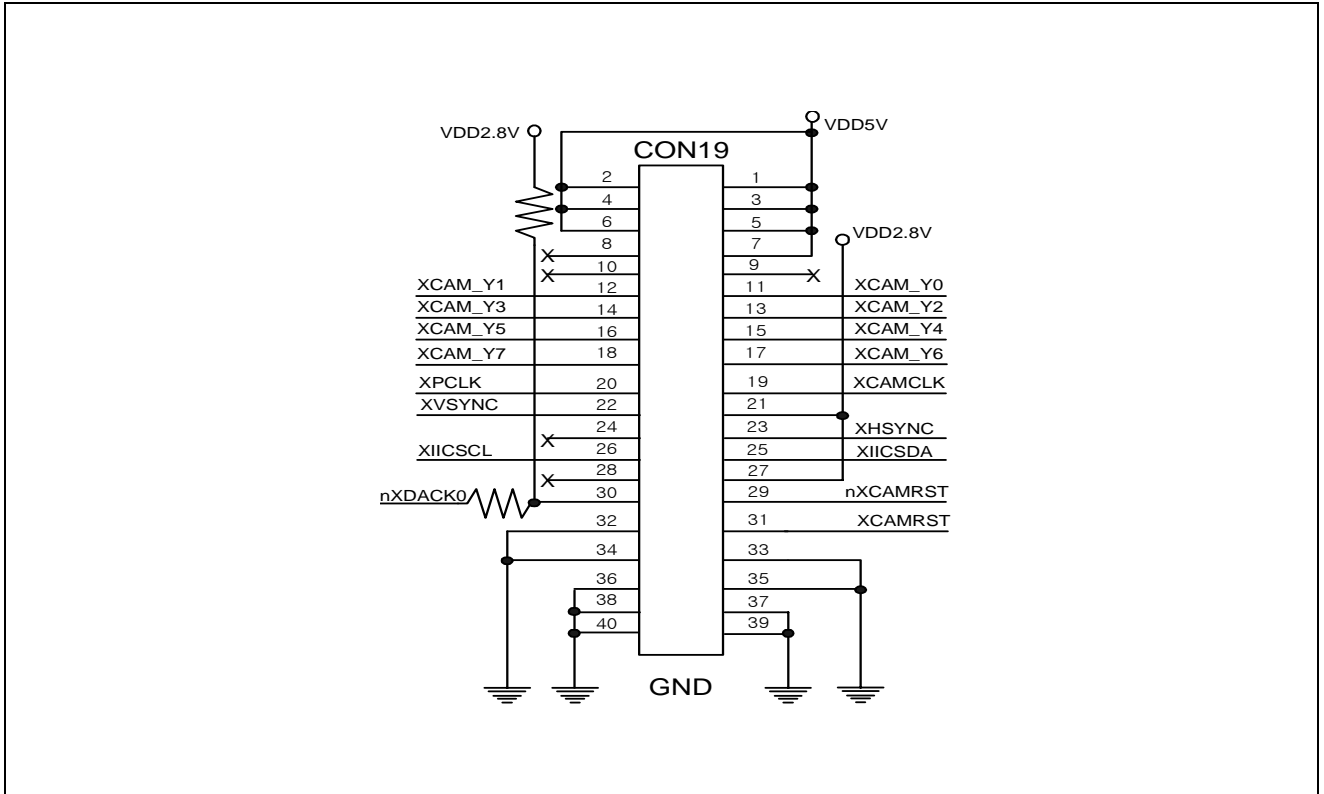 VDD2.8V VDD5V
CON19
2 1
4 3
6 5
8 7
VDD2.8V
10 9
XCAM_Y1 12 11 XCAM_Y0
XCAM_Y3 14 13 XCAM_Y2
XCAM_Y5 16 15 XCAM_Y4
XCAM_Y7 18 17 XCAM_Y6
XPCLK 20 19 XCAMCLK
XVSYNC 22 21
24 23 XHSYNC
XIICSCL 26 25 XIICSDA
28 27
nXDACK0 30 29 nXCAMRST
32 31 XCAMRST
34 33
36 35
38 37
40 39
GND